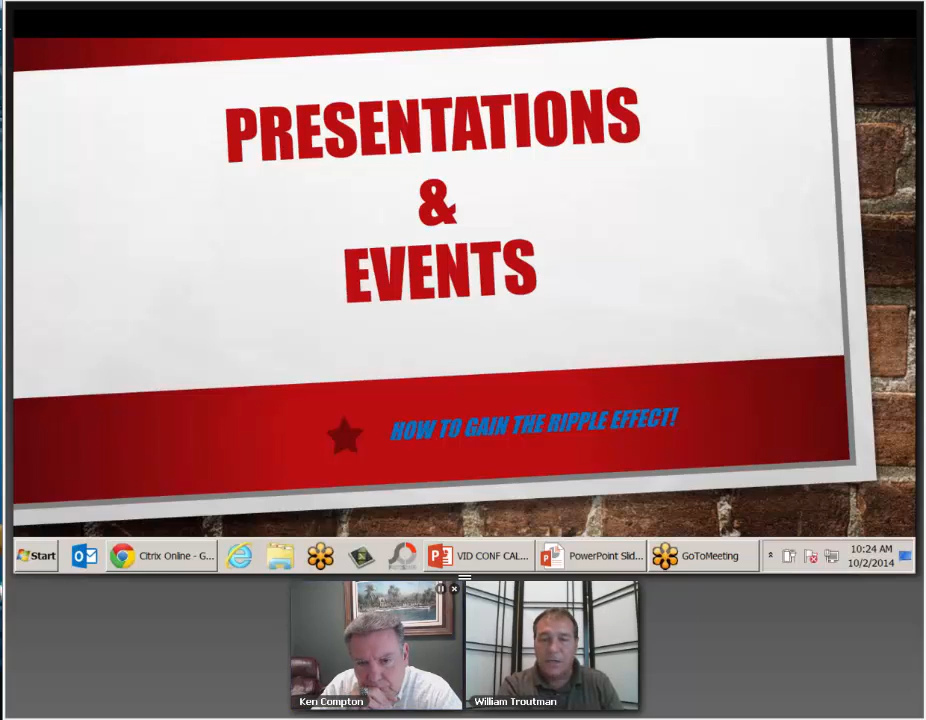 PRESENTATIONS
&
EVENTS
HOW TO GAIN THE RIPPLE EFFECT!
Start
Citrix Online - G...
VID CONF CAL...
PowerPoint Slid...
GoToMeeting
10:24 AM
10/2/2014
Ken Compton
William Troutman